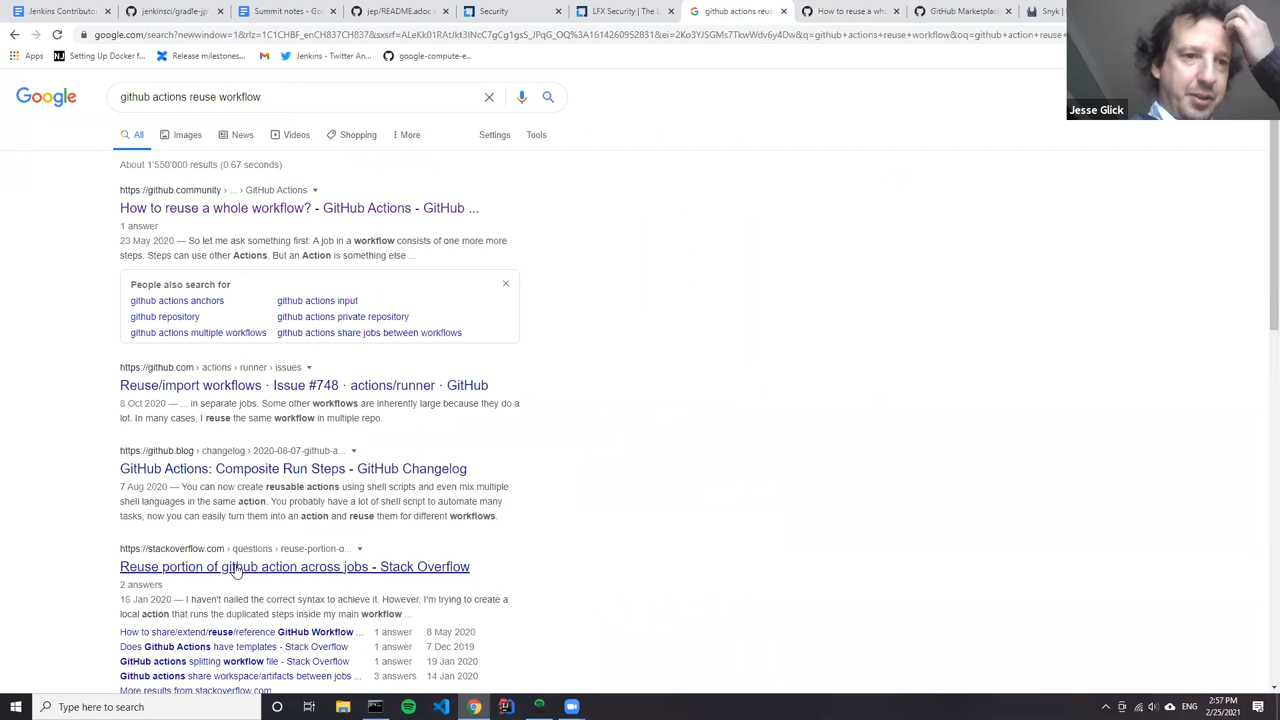 Jenkins Contributo
jenkinsci/gradle-jp
Summit notes - Go
jep/README.adoc
Security
LFX Security | The L
github actions reus
How to reuse a who
GitHub Marketplac
Snyk |
google.com/search?newwindow=1&rlz=1C1CHBF_enCH837CH837&sxsrf=ALeKk01RAtJkt3INcC7gCg1gsS_JPqG_OQ%3A1614260952831&ei=2Ko3YJSGMs7TkwWdv6y4Dw&q=github+actions+reuse+workflow&oq=github+action+reuse+
Apps
Setting Up Docker f...
Release milestones
Jenkins - Twitter An...
google-compute-e...
Jesse Glick
Google
github actions reuse workflow
All
Images
News
Videos
Shopping
More
Settings
Tools
About 1'550'000 results (0.67 seconds)
https://github.community › ... › GitHub Actions
How to reuse a whole workflow? - GitHub Actions - GitHub ...
1 answer
23 May 2020 — So let me ask something first: A job in a workflow consists of one more more
steps. Steps can use other Actions. But an Action is something else ...
People also search for
github actions anchors
github actions input
github repository
github actions private repository
github actions multiple workflows
github actions share jobs between workflows
https://github.com › actions › runner › issues
Reuse/import workflows · Issue #748 · actions/runner · GitHub
8 Oct 2020 — ... in separate jobs. Some other workflows are inherently large because they do a
lot. In many cases, I reuse the same workflow in multiple repo.
https://github.blog › changelog › 2020-08-07-github-a...
GitHub Actions: Composite Run Steps - GitHub Changelog
7 Aug 2020 — You can now create reusable actions using shell scripts and even mix multiple
shell languages in the same action. You probably have a lot of shell script to automate many
tasks, now you can easily turn them into an action and reuse them for different workflows.
https://stackoverflow.com › questions › reuse-portion-o...
Reuse portion of github action across jobs - Stack Overflow
2 answers
16 Jan 2020 — I haven't nailed the correct syntax to achieve it. However, I'm trying to create a
local action that runs the duplicated steps inside my main workflow ...
How to share/extend/reuse/reference GitHub Workflow ... 1 answer 8 May 2020
Does Github Actions have templates - Stack Overflow 1 answer 7 Dec 2019
GitHub actions splitting workflow file - Stack Overflow 1 answer 19 Jan 2020
Github actions share workspace/artifacts between jobs ... 3 answers 14 Jan 2020
More results from stackoverflow.com
Type here to search
2:57 PM
2/25/2021